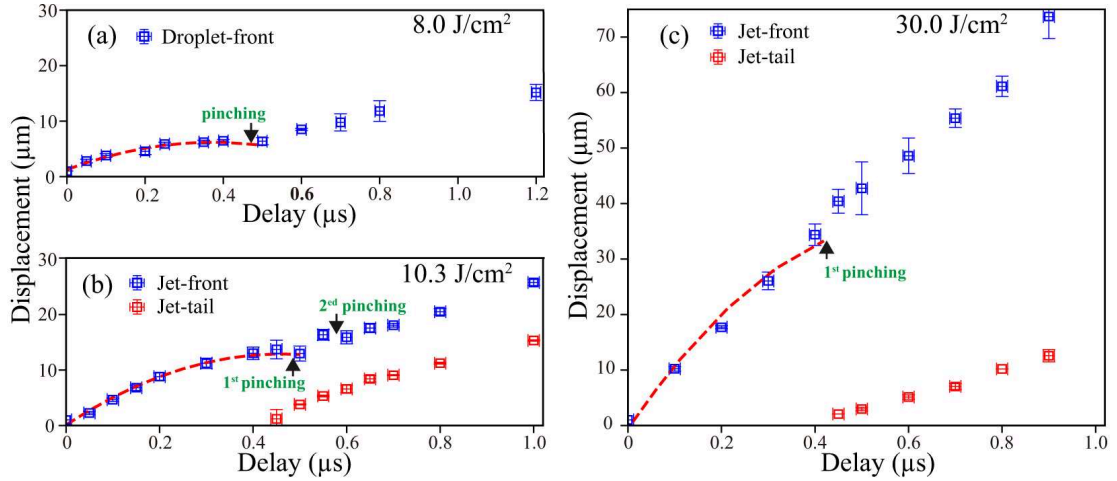 Displacement (μm)
(a)
Droplet-front
8.0 J/cm²
30
20
10
0
pinching
0 0.2 0.4 0.6 0.8 1.0 1.2
Delay (μs)
(b)
Jet-front
Jet-tail
10.3 J/cm²
30
20
10
0
2ed pinching
1st pinching
0 0.2 0.4 0.6 0.8 1.0
Delay (μs)
Displacement (μm)
(c)
Jet-front
Jet-tail
30.0 J/cm²
70
60
50
40
30
20
10
0
1st pinching
0 0.2 0.4 0.6 0.8 1.0
Delay (μs)